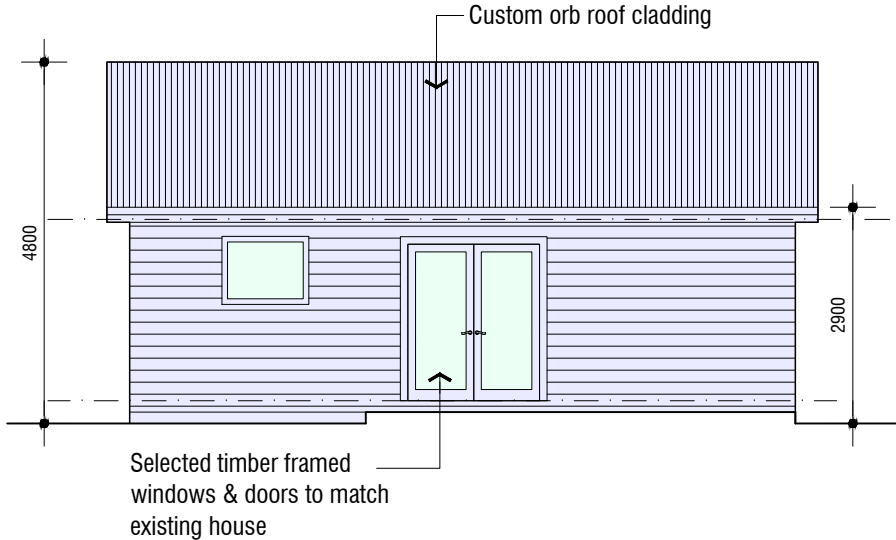 Custom orb roof cladding
4800
2900
Selected timber framed
windows & doors to match
existing house